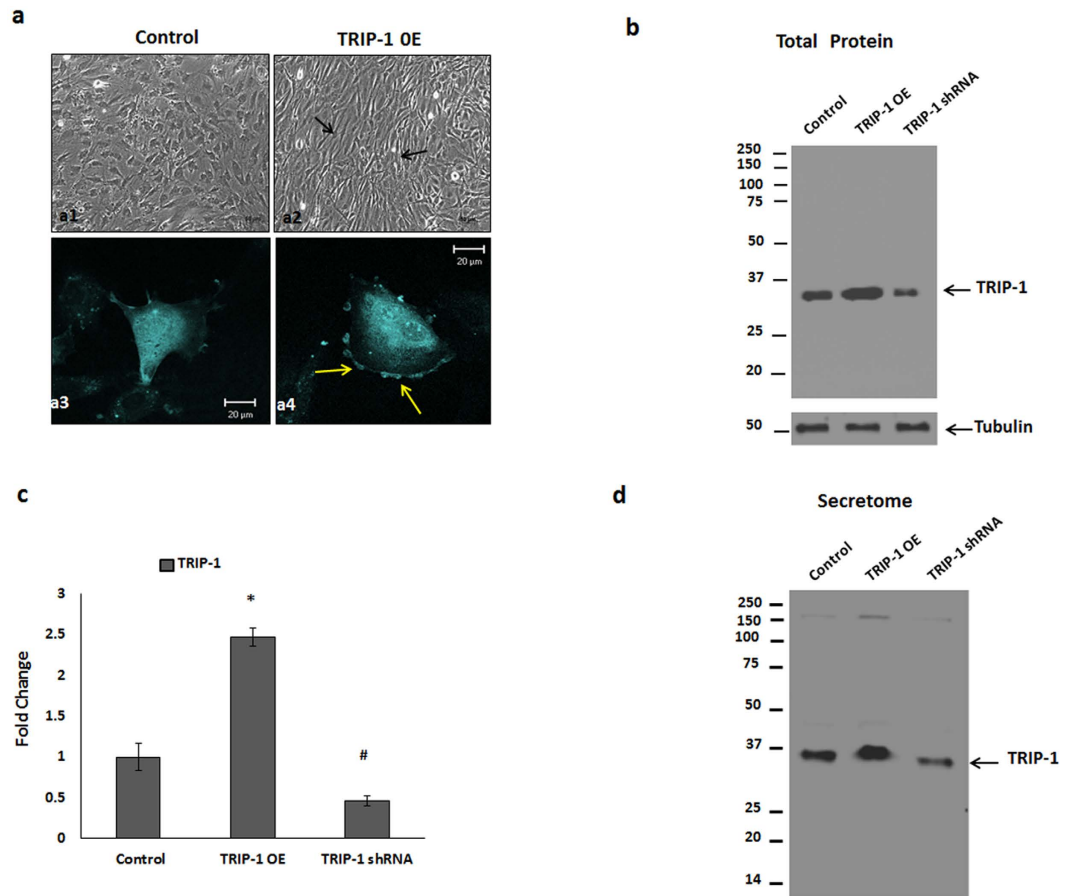 a
Control
TRIP-1 OE
a1
a2
a3
20 µm
a4
20 µm
b
Total Protein
Control
TRIP-1 OE
TRIP-1 shRNA
250
150
100
75
50
37
25
20
TRIP-1
50
Tubulin
c
TRIP-1
Fold Change
3
2.5
2
1.5
1
0.5
0
*
#
Control
TRIP-1 OE
TRIP-1 shRNA
d
Secretome
Control
TRIP-1 OE
TRIP-1 shRNA
250
150
100
75
50
37
25
20
14
TRIP-1